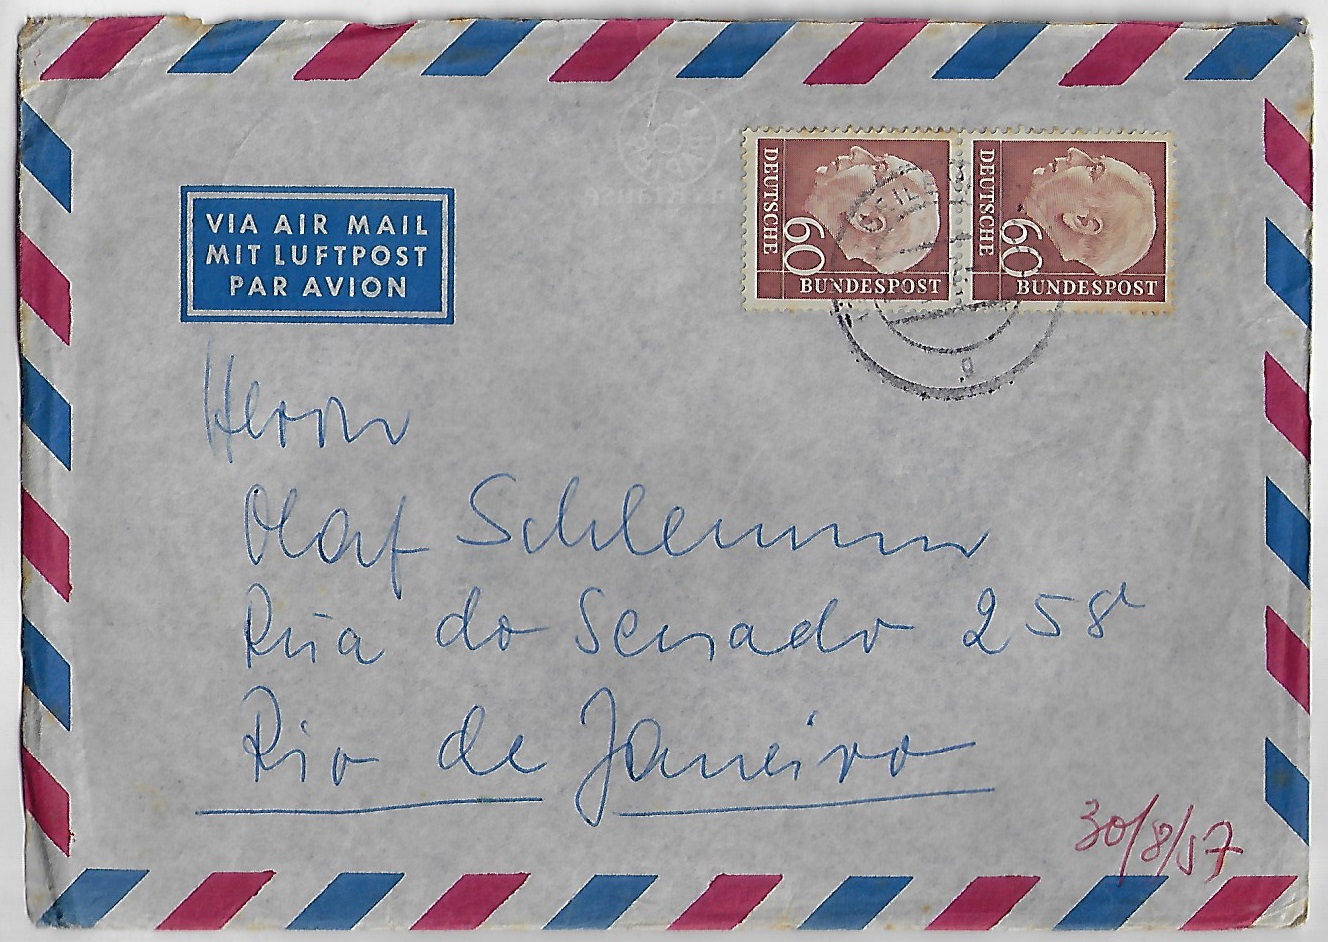 VIA AIR MAIL
MIT LUFTPOST
PAR AVION
DEUTSCHE
60
BUNDESPOST
DEUTSCHE
60
BUNDESPOST
Herrn
Olaf Schlemm
Rúa do Senado 258
Rio de Janeiro
30/8/57